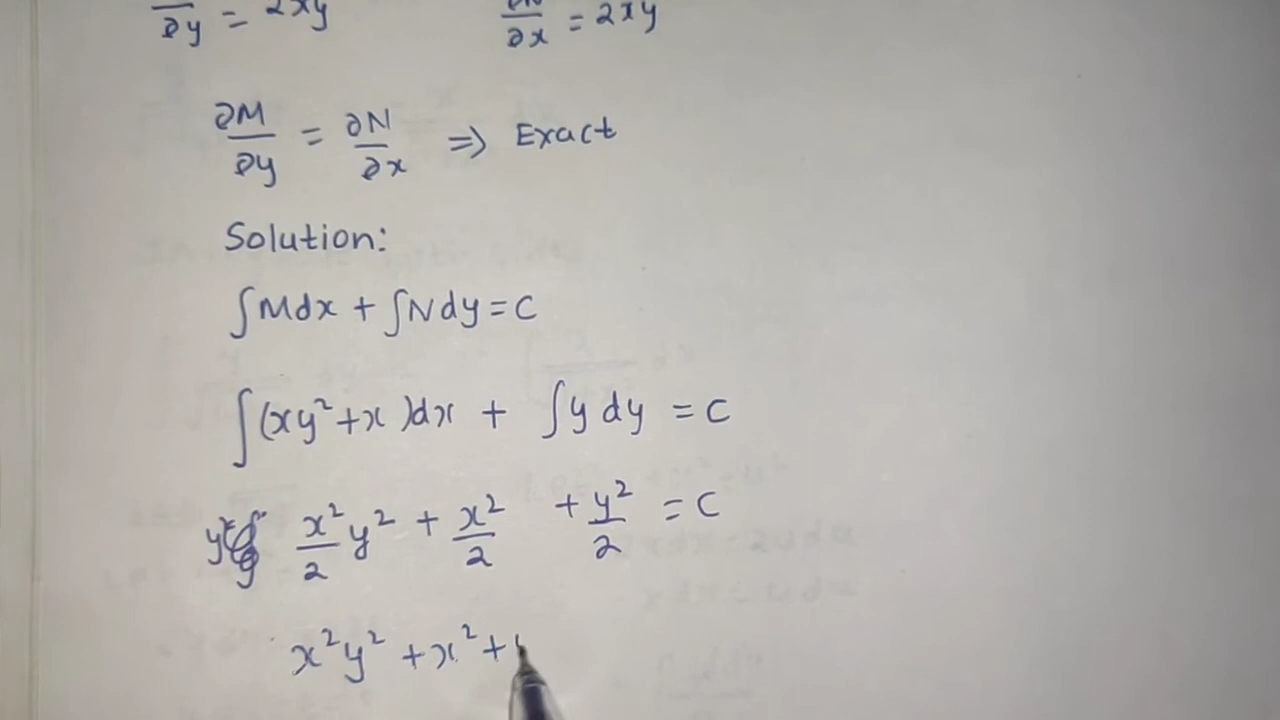 ∂y = 2xy ∂N/∂x = 2xy
∂M/∂y = ∂N/∂x ⇒ Exact
Solution:
∫Mdx + ∫Ndy = C
∫(xy²+x)dx + ∫y dy = C
x²/2 y² + x²/2 + y²/2 = C
x²y² + x² +